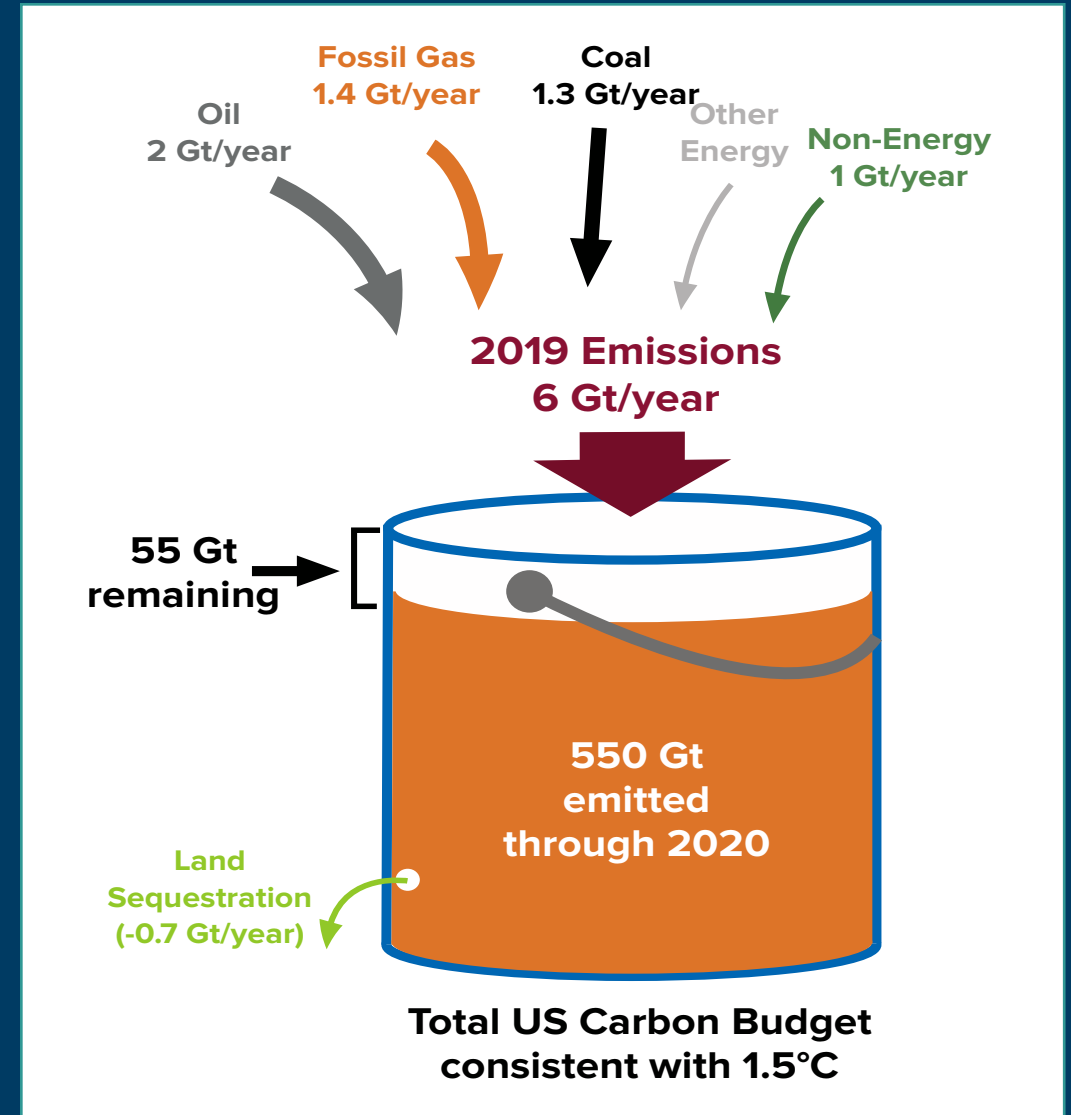 Fossil Gas
1.4 Gt/year
Coal
1.3 Gt/year
Oil
2 Gt/year
Other
Energy
Non-Energy
1 Gt/year
2019 Emissions
6 Gt/year
55 Gt
remaining
550 Gt
emitted
through 2020
Land
Sequestration
(-0.7 Gt/year)
Total US Carbon Budget
consistent with 1.5°C